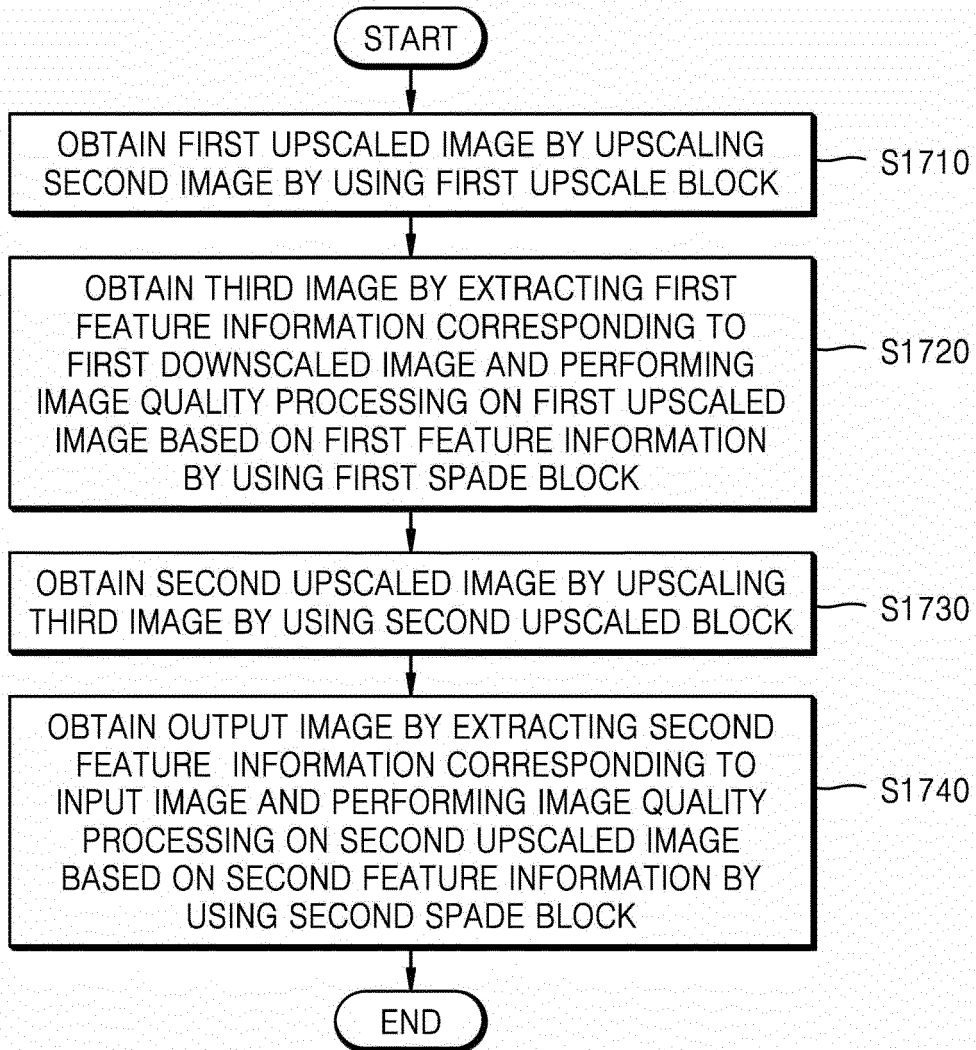 START
OBTAIN FIRST UPSCALED IMAGE BY UPSCALING
SECOND IMAGE BY USING FIRST UPSCALE BLOCK
S1710
OBTAIN THIRD IMAGE BY EXTRACTING FIRST
FEATURE INFORMATION CORRESPONDING TO
FIRST DOWNSCALED IMAGE AND PERFORMING
IMAGE QUALITY PROCESSING ON FIRST UPSCALED
IMAGE BASED ON FIRST FEATURE INFORMATION
BY USING FIRST SPADE BLOCK
S1720
OBTAIN SECOND UPSCALED IMAGE BY UPSCALING
THIRD IMAGE BY USING SECOND UPSCALED BLOCK
S1730
OBTAIN OUTPUT IMAGE BY EXTRACTING SECOND
FEATURE INFORMATION CORRESPONDING TO
INPUT IMAGE AND PERFORMING IMAGE QUALITY
PROCESSING ON SECOND UPSCALED IMAGE
BASED ON SECOND FEATURE INFORMATION BY
USING SECOND SPADE BLOCK
S1740
END